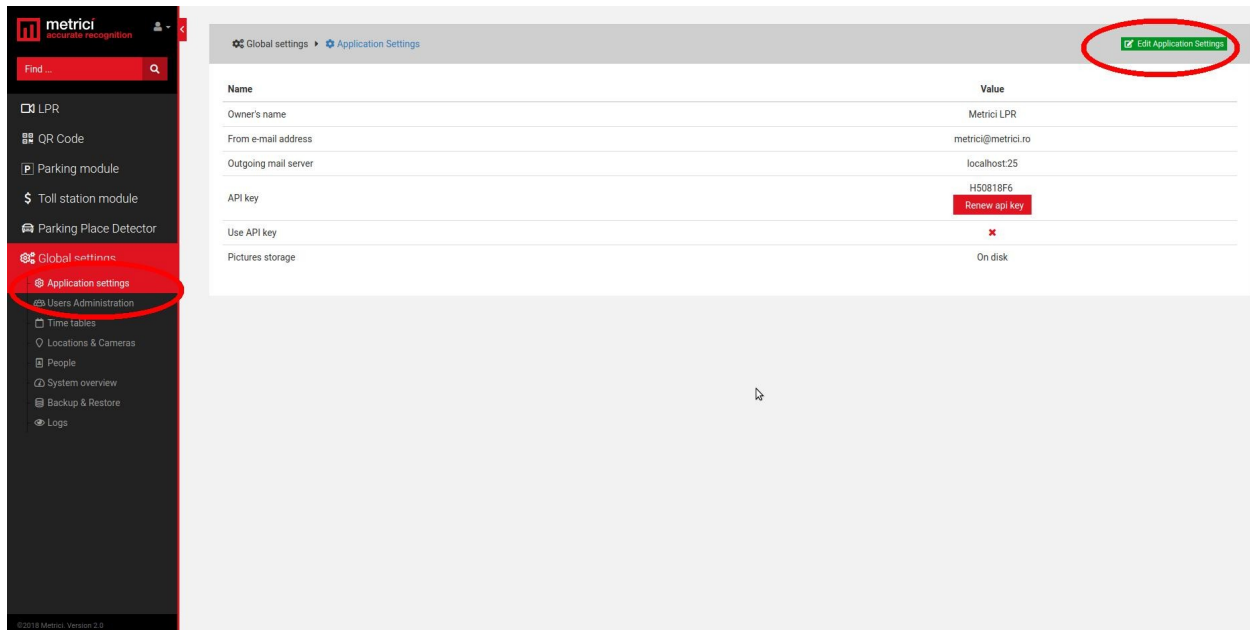 metrici
accurate recognition
Find ...
LPR
QR Code
Parking module
Toll station module
Parking Place Detector
Global settings
Application settings
Users Administration
Time tables
Locations & Cameras
People
System overview
Backup & Restore
Logs
©2018 Metrici. Version 2.0
Global settings Application Settings
Edit Application Settings
Name Value
Owner's name Metrici LPR
From e-mail address metrici@metrici.ro
Outgoing mail server localhost:25
API key H50818F6
Renew api key
Use API key
Pictures storage On disk